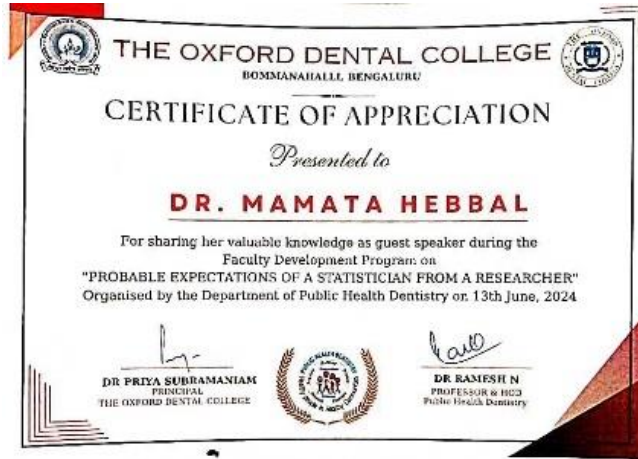 THE OXFORD DENTAL COLLEGE
BOMMANAHALLI, BENGALURU
CERTIFICATE OF APPRECIATION
Presented to
DR. MAMATA HEBBAL
For sharing her valuable knowledge as guest speaker during the
Faculty Development Program on
"PROBABLE EXPECTATIONS OF A STATISTICIAN FROM A RESEARCHER"
Organised by the Department of Public Health Dentistry on 13th June, 2024
DR PRIYA SUBRAMANIAM
PRINCIPAL
THE OXFORD DENTAL COLLEGE
DR RAMESH N
PROFESSOR & HOD
Public Health Dentistry